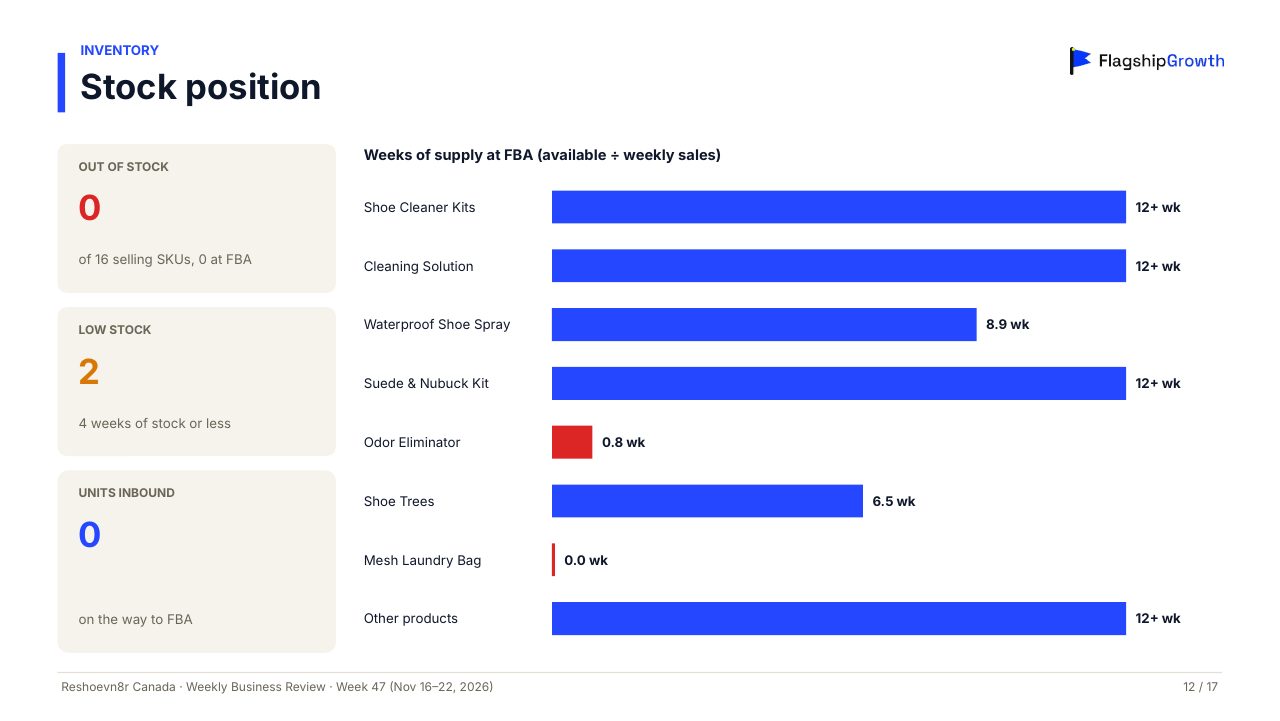 INVENTORY
Stock position
FlagshipGrowth
OUT OF STOCK
0
of 16 selling SKUs, 0 at FBA
LOW STOCK
2
4 weeks of stock or less
UNITS INBOUND
0
on the way to FBA
Weeks of supply at FBA (available ÷ weekly sales)
Shoe Cleaner Kits 12+ wk
Cleaning Solution 12+ wk
Waterproof Shoe Spray 8.9 wk
Suede & Nubuck Kit 12+ wk
Odor Eliminator 0.8 wk
Shoe Trees 6.5 wk
Mesh Laundry Bag 0.0 wk
Other products 12+ wk
Reshoevn8r Canada · Weekly Business Review · Week 47 (Nov 16–22, 2026)
12 / 17